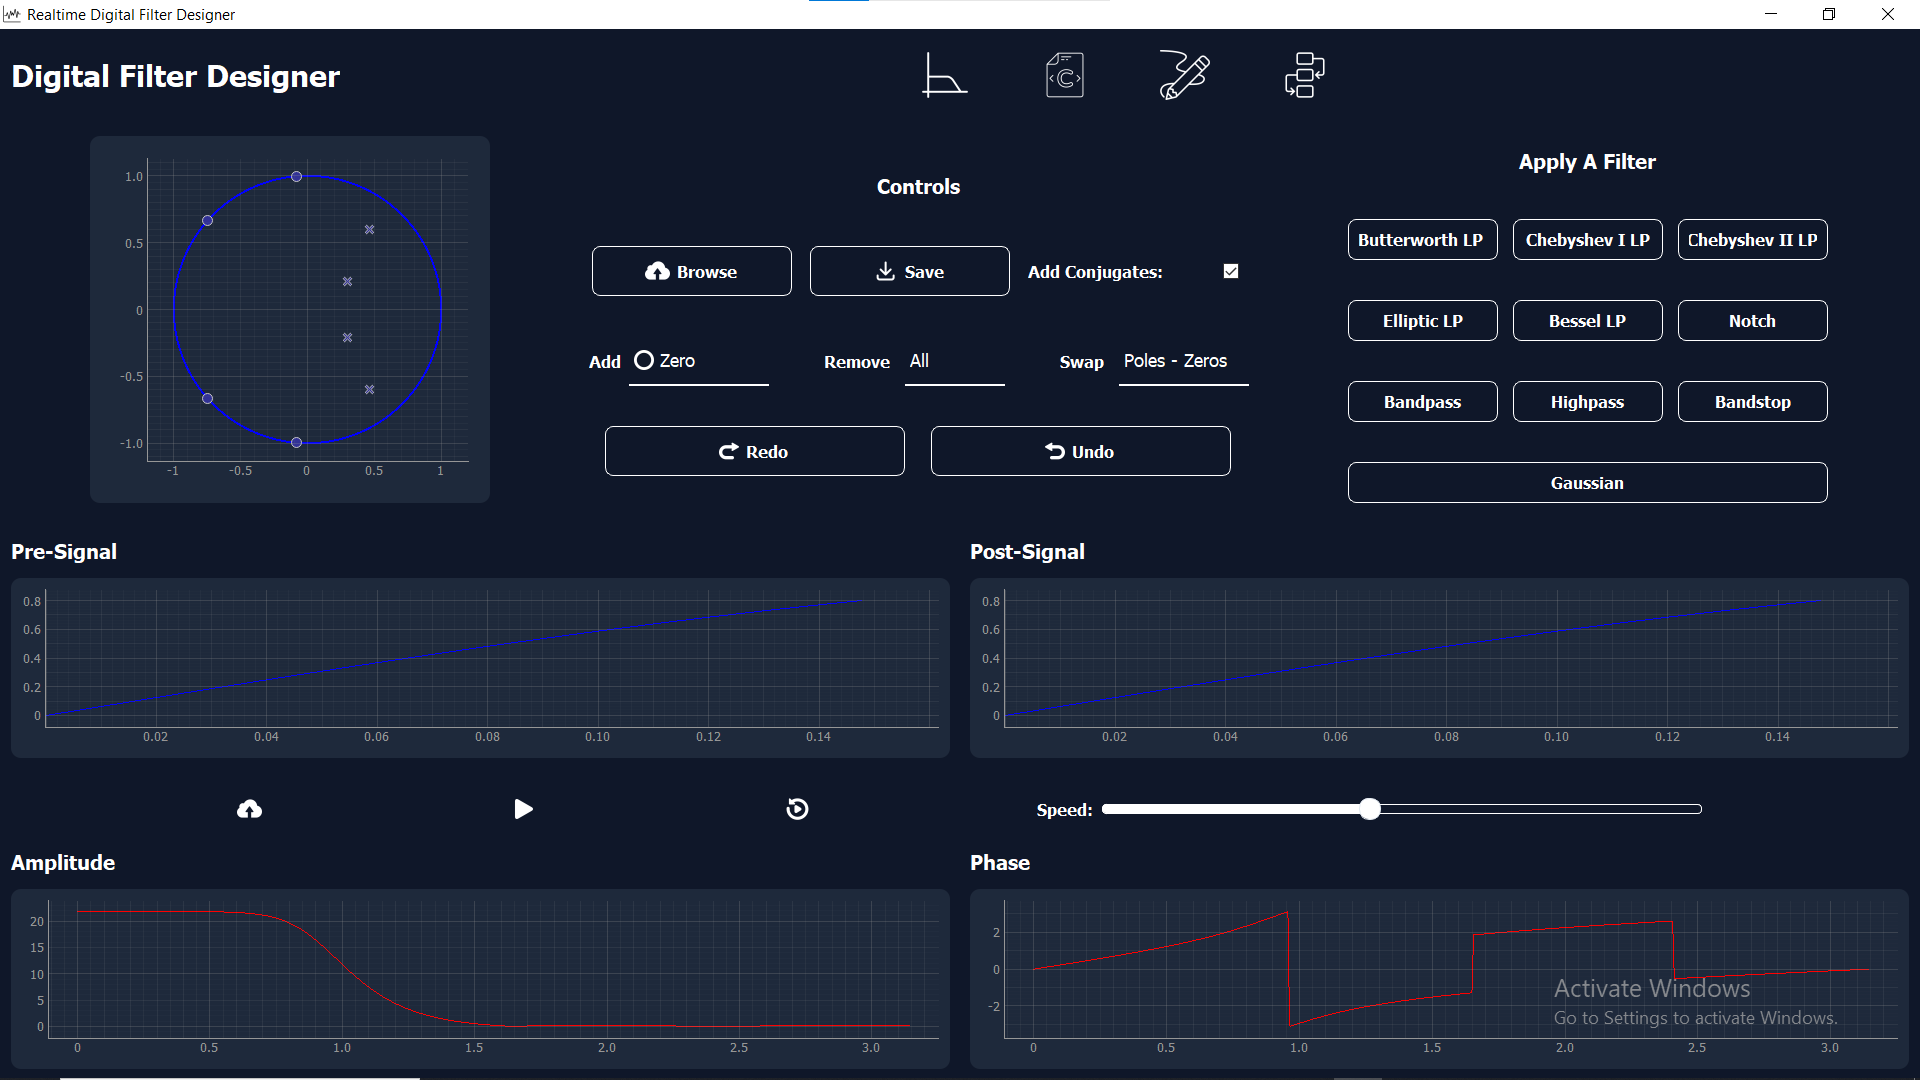 Realtime Digital Filter Designer
Digital Filter Designer
C
1.0
0.5
0
-0.5
-1.0
-1 -0.5 0 0.5 1
Controls
Browse Save Add Conjugates:
Add Zero Remove All Swap Poles - Zeros
Redo Undo
Apply A Filter
Butterworth LP Chebyshev I LP Chebyshev II LP
Elliptic LP Bessel LP Notch
Bandpass Highpass Bandstop
Gaussian
Pre-Signal
0.8
0.6
0.4
0.2
0
0.02 0.04 0.06 0.08 0.10 0.12 0.14
Post-Signal
0.8
0.6
0.4
0.2
0
0.02 0.04 0.06 0.08 0.10 0.12 0.14
Speed:
Amplitude
20
15
10
5
0
0 0.5 1.0 1.5 2.0 2.5 3.0
Phase
2
0
-2
0 0.5 1.0 1.5 2.0 2.5 3.0
Activate Windows
Go to Settings to activate Windows.